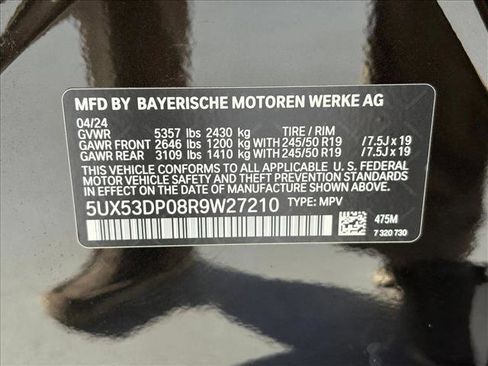 MFD BY BAYERISCHE MOTOREN WERKE AG
04/24
GVWR 5357 lbs 2430 kg TIRE / RIM
GAWR FRONT 2646 lbs 1200 kg WITH 245/50 R19 /7.5J x 19
GAWR REAR 3109 lbs 1410 kg WITH 245/50 R19 /7.5J x 19
THIS VEHICLE CONFORMS TO ALL APPLICABLE U. S. FEDERAL
MOTOR VEHICLE SAFETY, BUMPER, AND THEFT PREVENTION
STANDARDS IN EFFECT ON THE DATE OF MANUFACTURE SHOWN ABOVE.
5UX53DP08R9W27210 TYPE: MPV
475M
7 320 730